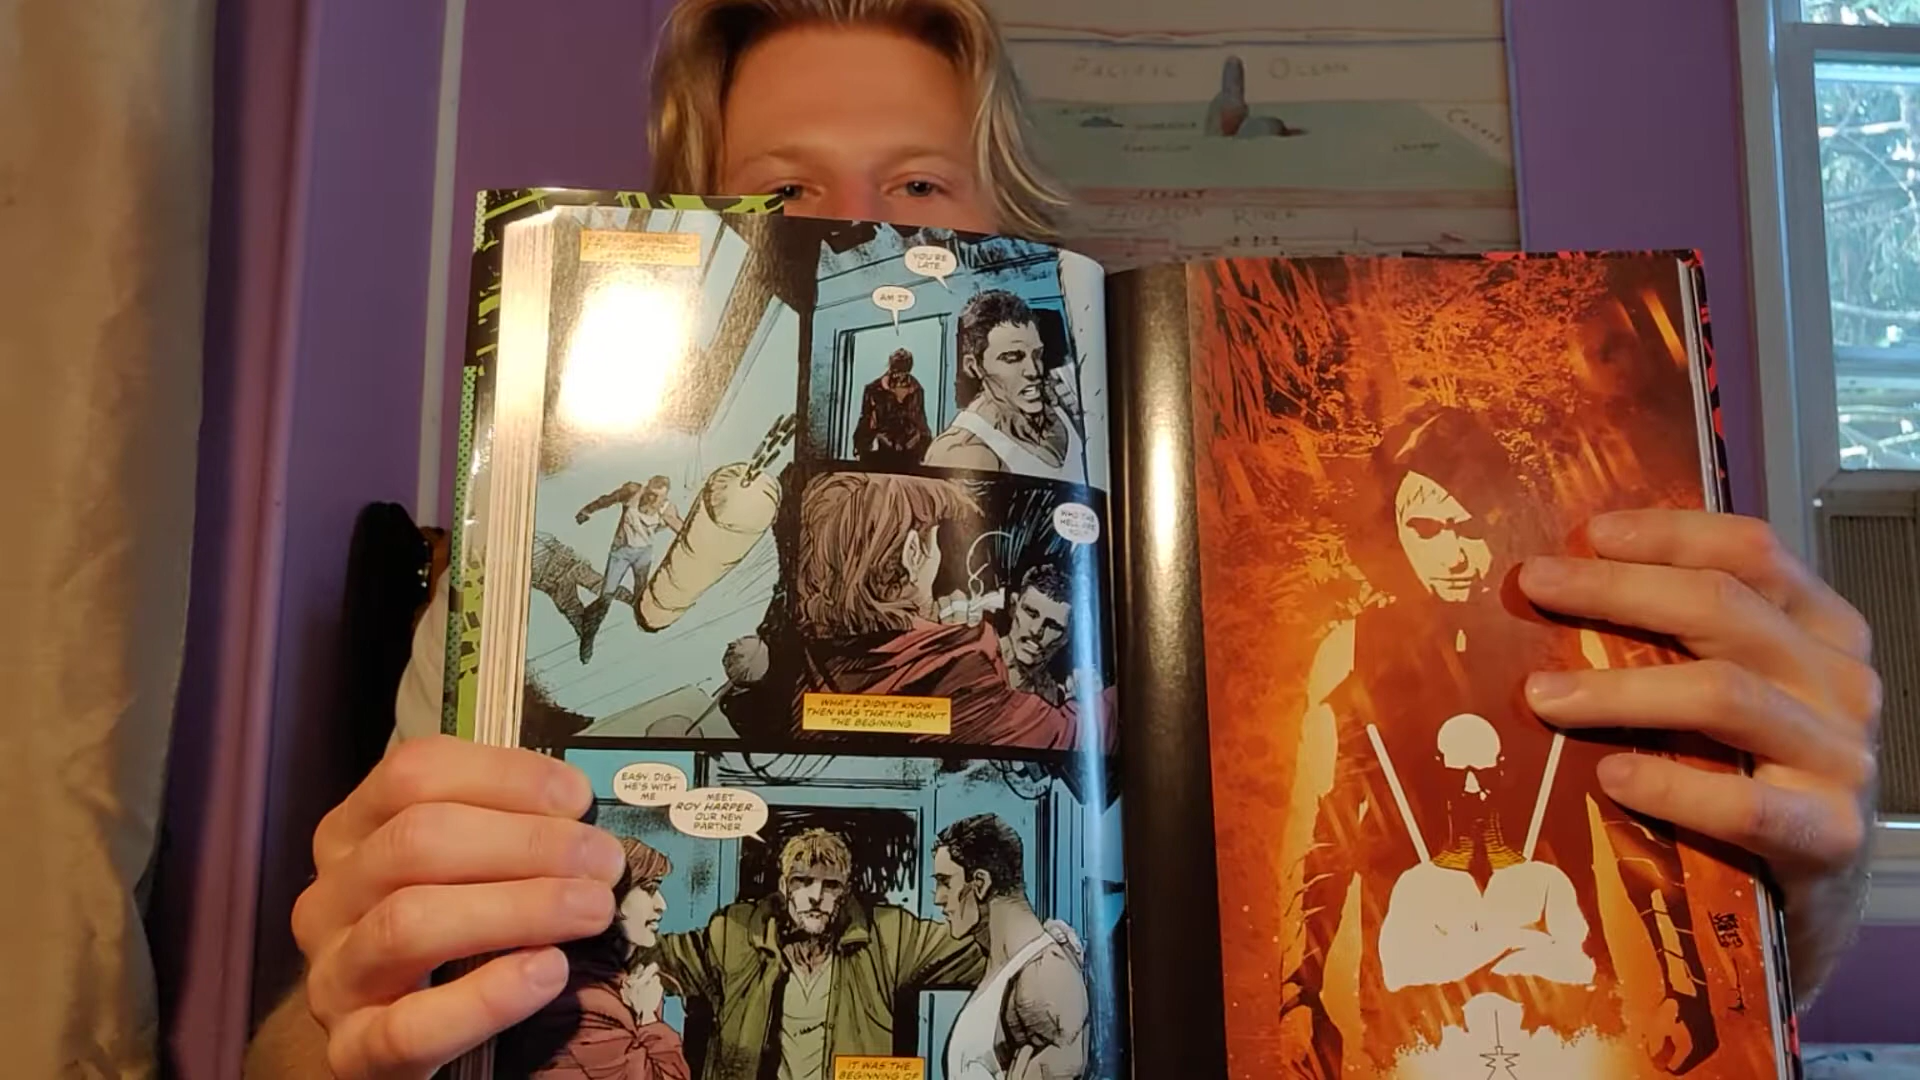 PACIFIC OCEAN
JERSEY
HUDSON RIVER
YOU'RE
LATE.
AM I?
WHO THE
HELL ARE
YOU?
WHAT I DIDN'T KNOW
THEN WAS THAT IT WASN'T
THE BEGINNING
EASY, DIG--
HE'S WITH
ME
MEET
ROY HARPER...
OUR NEW
PARTNER
IT WAS THE
BEGINNING OF